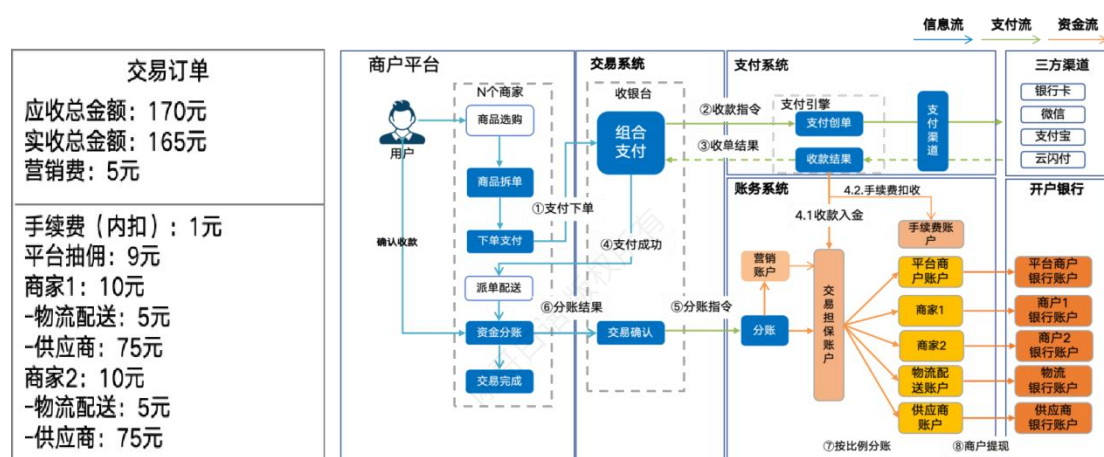 信息流
支付流
资金流
交易订单
应收总金额：170元
实收总金额：165元
营销费：5元
手续费（内扣）：1元
平台抽佣：9元
商家1：10元
-物流配送：5元
-供应商：75元
商家2：10元
-物流配送：5元
-供应商：75元
商户平台
N个商家
用户
商品选购
商品拆单
①支付下单
下单支付
确认收款
派单配送
⑥分账结果
资金分账
交易完成
交易系统
收银台
组合
支付
④支付成功
交易确认
⑤分账指令
支付系统
②收款指令
支付引擎
支付创单
③收单结果
收款结果
支付渠道
三方渠道
银行卡
微信
支付宝
云闪付
账务系统
4.2.手续费扣收
4.1收款入金
手续费账
户
营销
账户
分账
交易担保账户
平台商
户账户
商家1
商家2
物流配
送账户
供应商
账户
⑦按比例分账
⑧商户提现
开户银行
平台商户
银行账户
商户1
银行账户
商户2
银行账户
物流
银行账户
供应商
银行账户